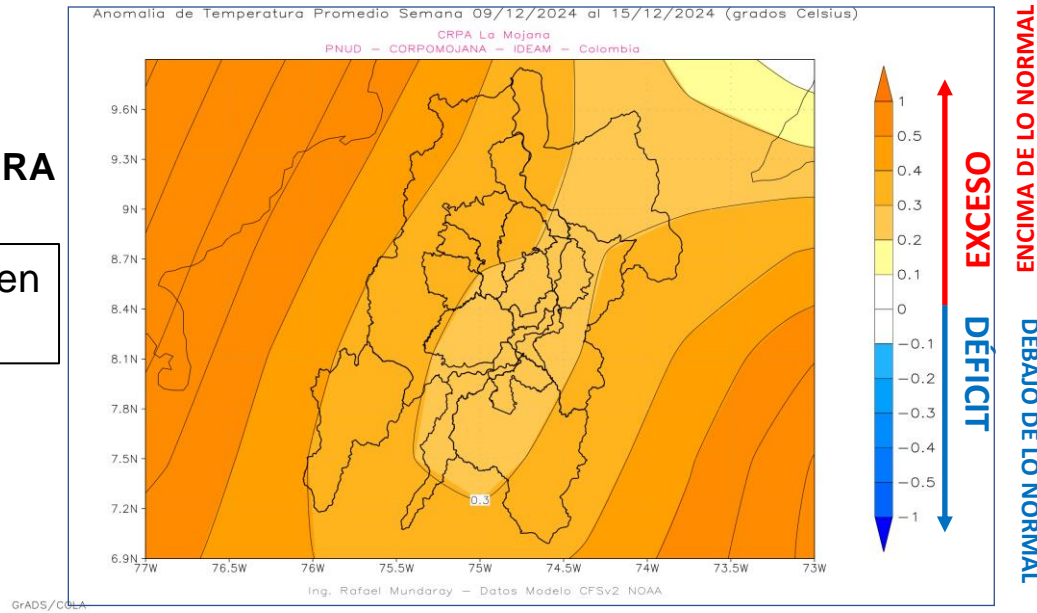 Anomalia de Temperatura Promedio Semana 09/12/2024 al 15/12/2024 (grados Celsius)
CRPA La Mojana
PNUD – CORPOMOJANA – IDEAM – Colombia
RA
en
9.6N
9.3N
9N
8.7N
8.4N
8.1N
7.8N
7.5N
7.2N
6.9N
0.3
77W
76.5W
76W
75.5W
75W
74.5W
74W
73.5W
73W
1
0.5
0.4
0.3
0.2
0.1
0
−0.1
−0.2
−0.3
−0.4
−0.5
−1
EXCESO
DÉFICIT
ENCIMA DE LO NORMAL
DEBAJO DE LO NORMAL
Ing. Rafael Mundaray – Datos Modelo CFSv2 NOAA
GrADS/COLA